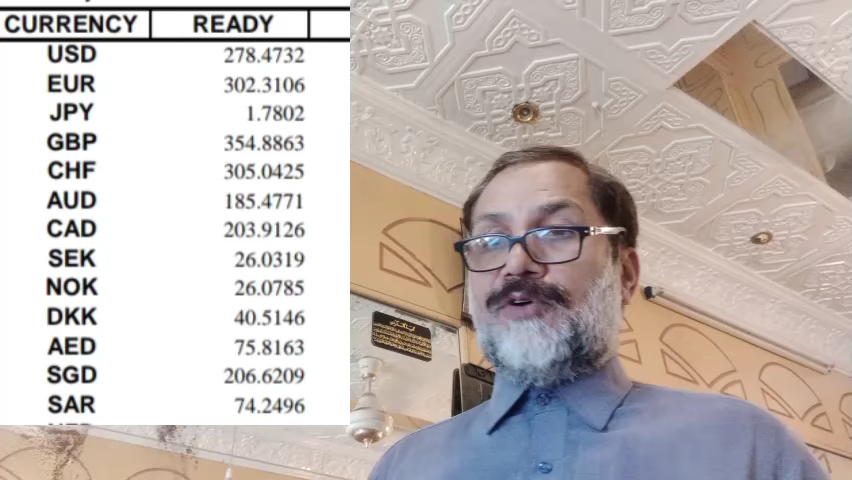 CURRENCY READY
USD 278.4732
EUR 302.3106
JPY 1.7802
GBP 354.8863
CHF 305.0425
AUD 185.4771
CAD 203.9126
SEK 26.0319
NOK 26.0785
DKK 40.5146
AED 75.8163
SGD 206.6209
SAR 74.2496